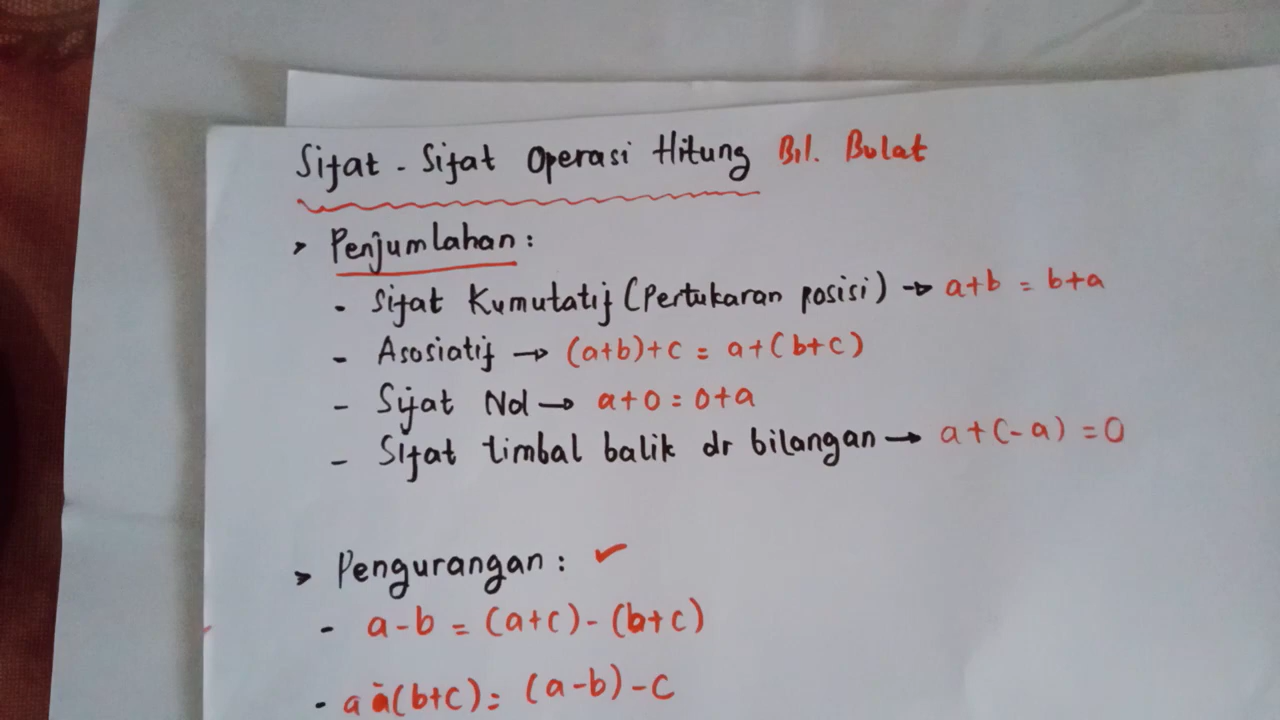 Sifat - Sifat Operasi Hitung Bil. Bulat
> Penjumlahan :
- Sifat Kumutatif (Pertukaran posisi) → a+b = b+a
- Asosiatif → (a+b)+c = a+(b+c)
- Sifat Nol → a+0 = 0+a
- Sifat timbal balik dr bilangan → a+(-a) = 0
> Pengurangan : ✓
- a-b = (a+c)-(b+c)
- a (b+c) = (a-b)-c